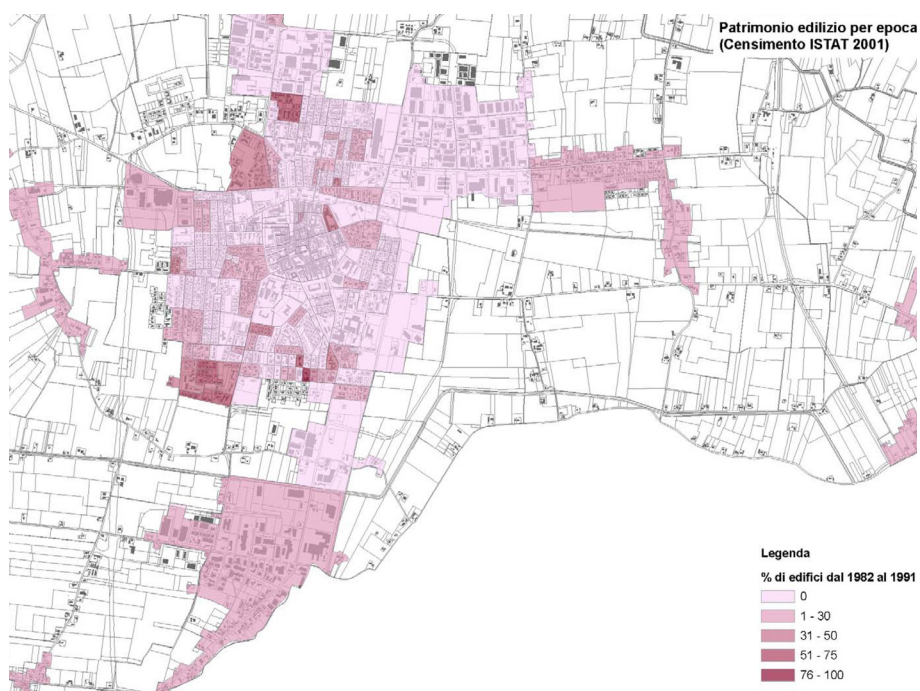 Patrimonio edilizio per epoca
(Censimento ISTAT 2001)
Legenda
% di edifici dal 1982 al 1991
0
1 - 30
31 - 50
51 - 75
76 - 100